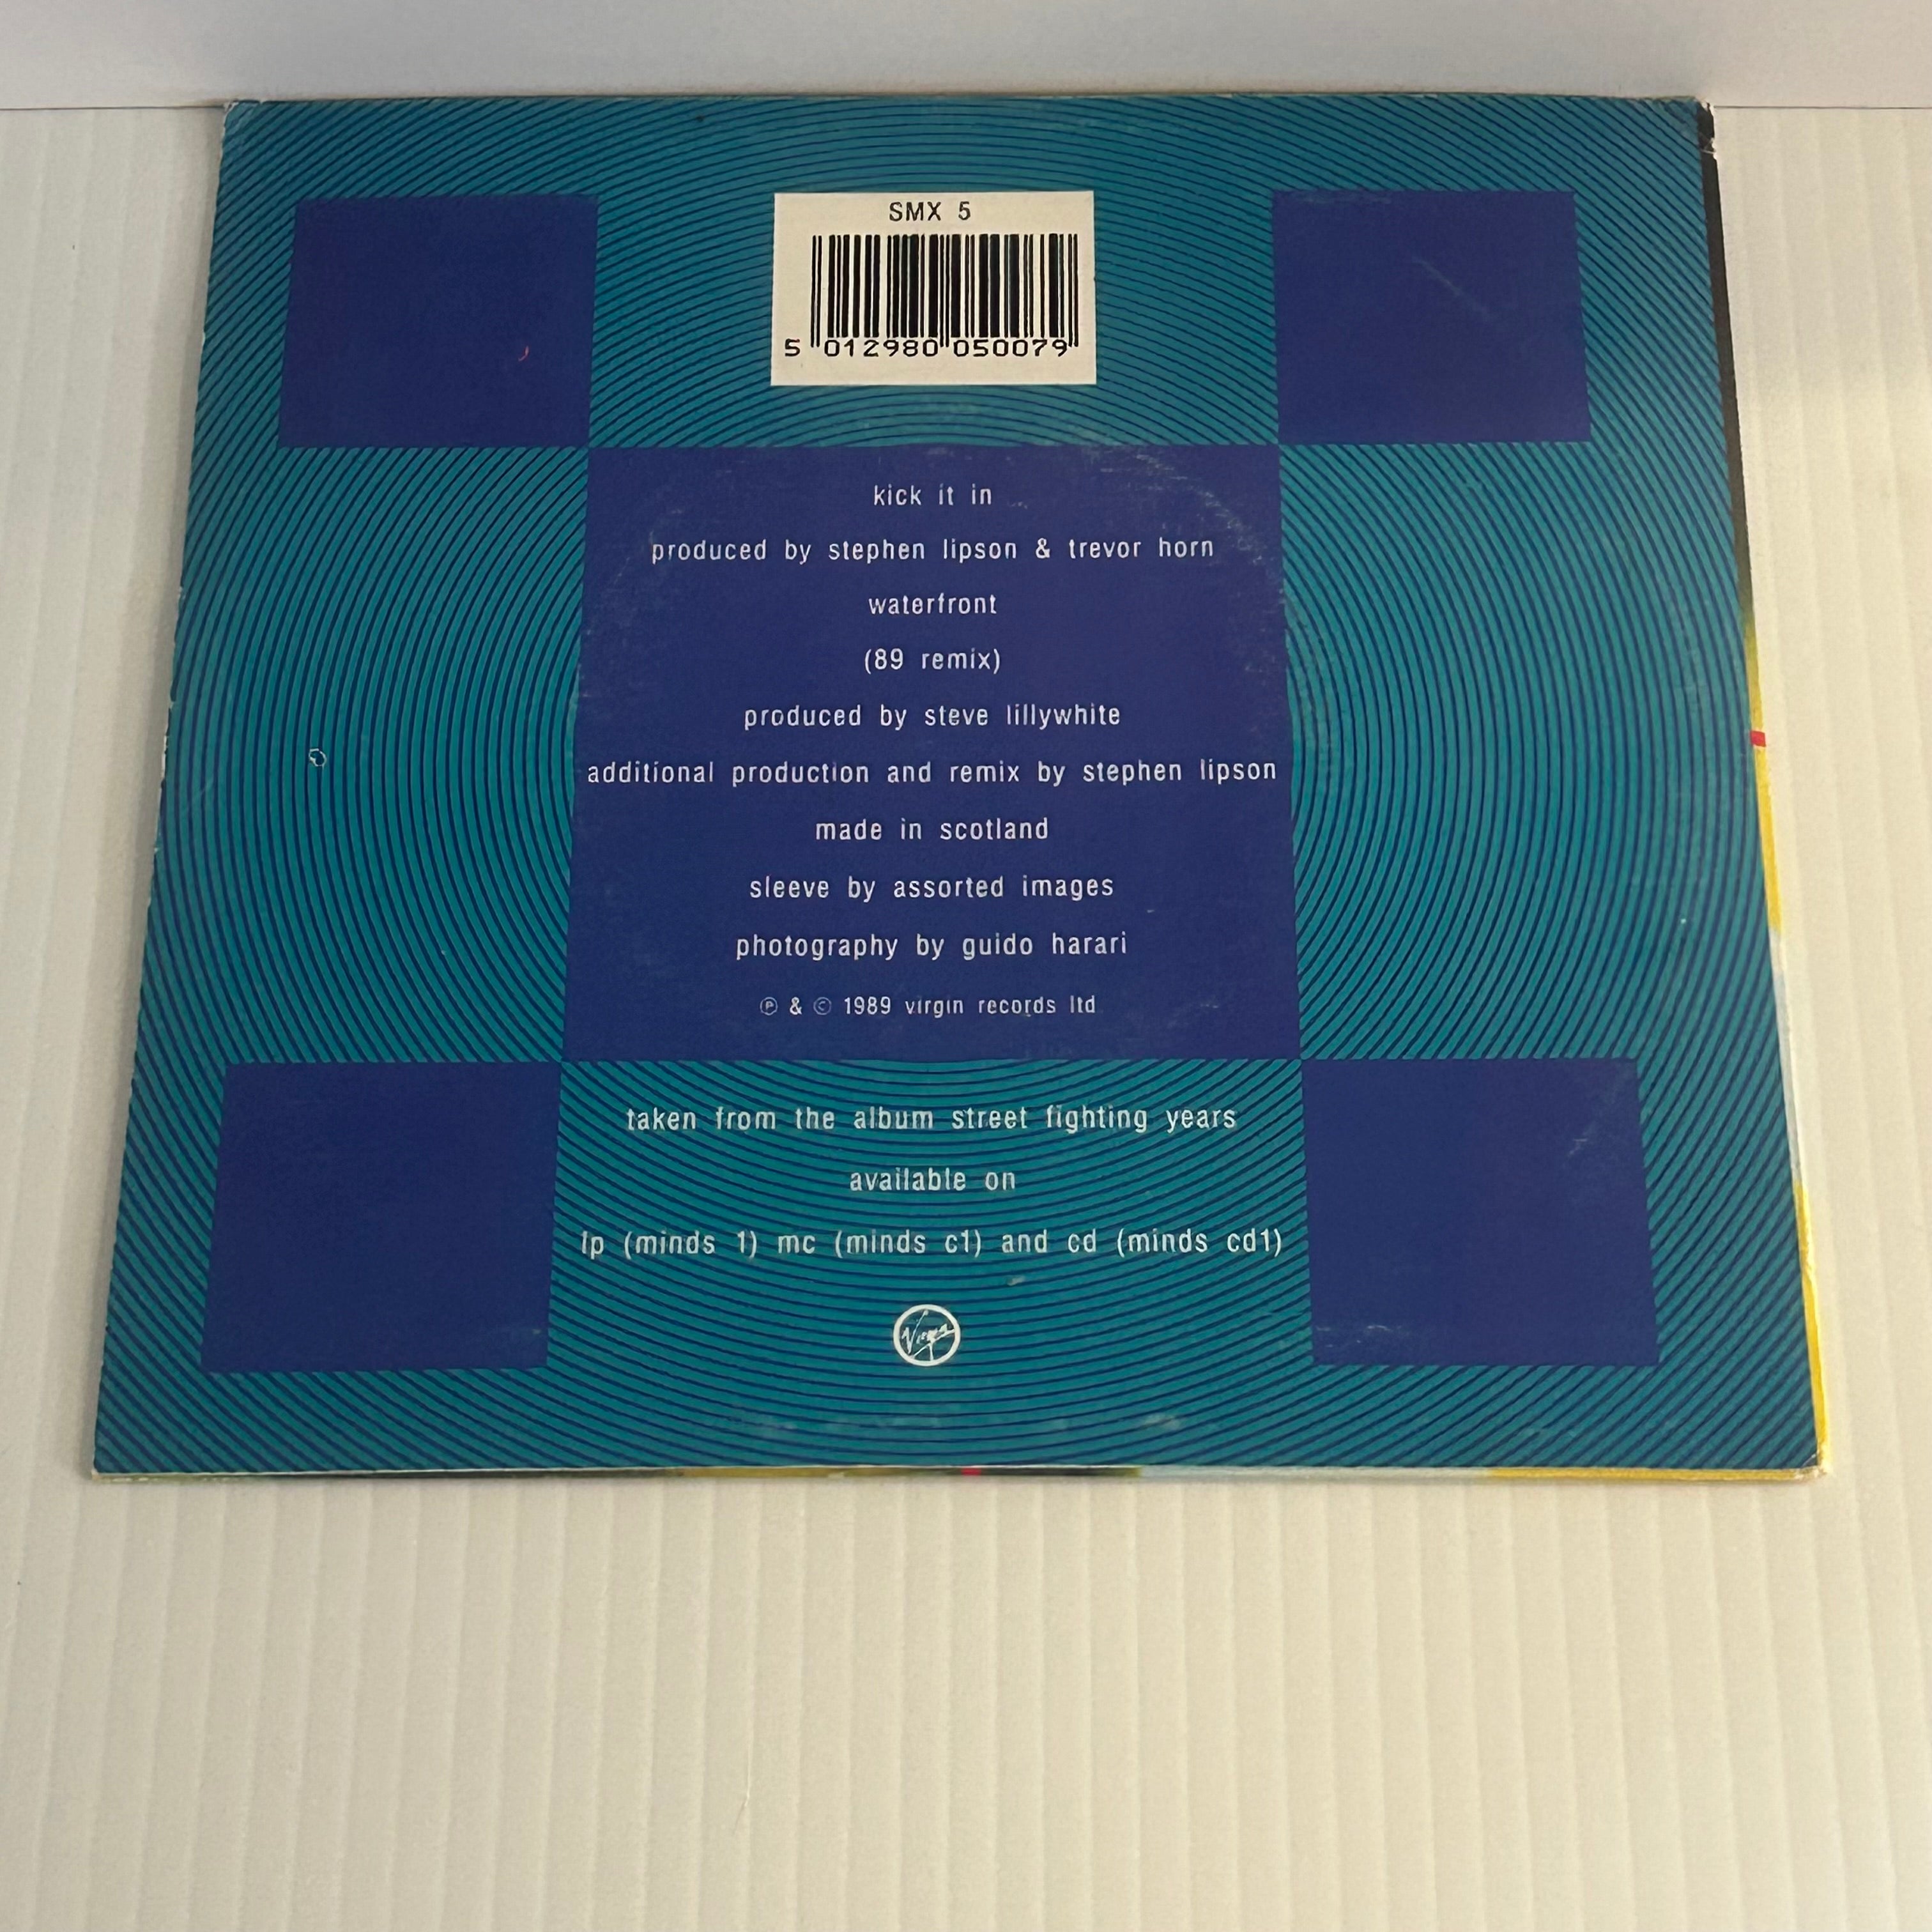 SMX 5
5 012980 050079
kick it in
produced by stephen lipson & trevor horn
waterfront
(89 remix)
produced by steve lillywhite
additional production and remix by stephen lipson
made in scotland
sleeve by assorted images
photography by guido harari
℗ & © 1989 virgin records ltd
taken from the album street fighting years
available on
lp (minds 1) mc (minds c1) and cd (minds cd1)
Virgin